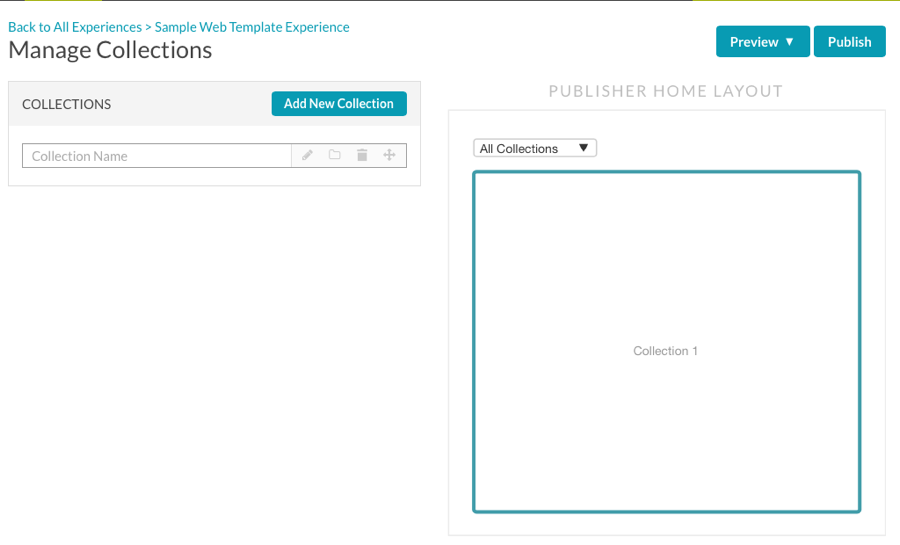 Back to All Experiences > Sample Web Template Experience
Manage Collections
Preview ▼
Publish
COLLECTIONS
Add New Collection
Collection Name
PUBLISHER HOME LAYOUT
All Collections ▼
Collection 1